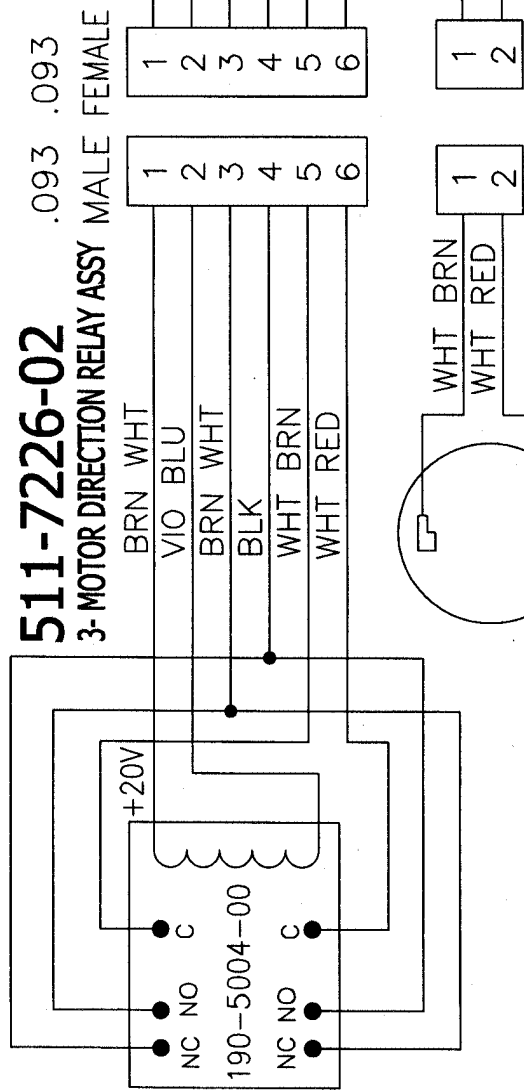 511-7226-02
3- MOTOR DIRECTION RELAY ASSY
.093 .093
MALE FEMALE
BRN WHT
VIO BLU
BRN WHT
BLK
WHT BRN
WHT RED
1 1
2 2
3 3
4 4
5 5
6 6
+20V
NC NO C
190-5004-00
NC NO C
WHT BRN
WHT RED
1 1
2 2